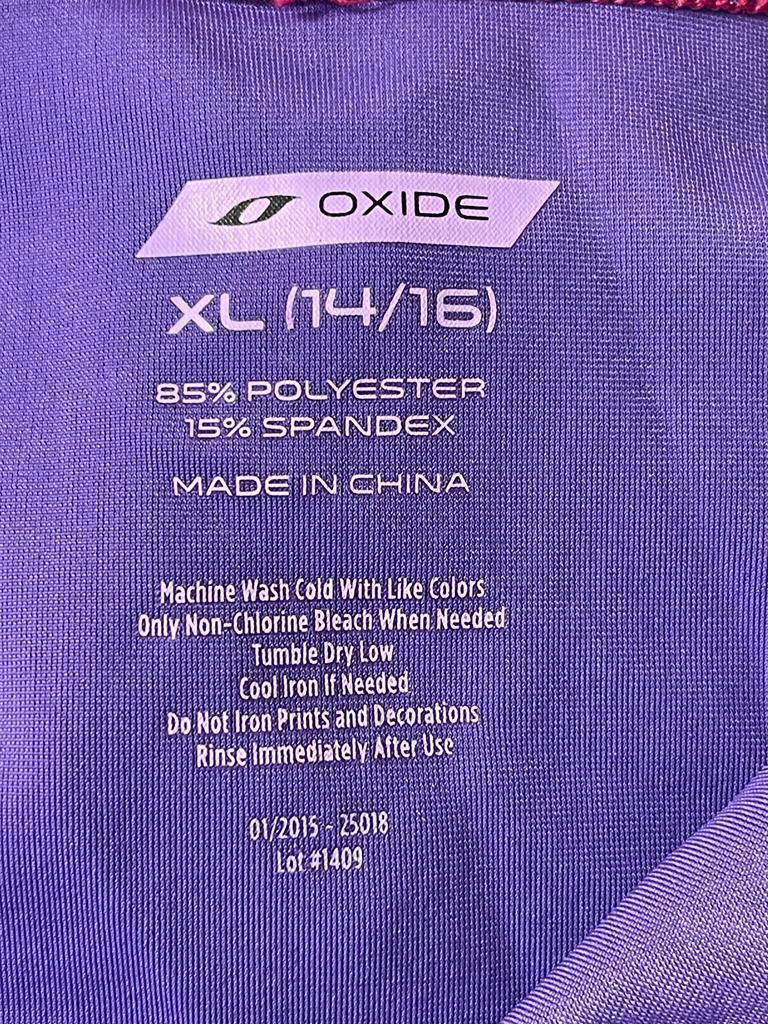 OXIDE
XL (14/16)
85% POLYESTER
15% SPANDEX
MADE IN CHINA
Machine Wash Cold With Like Colors
Only Non-Chlorine Bleach When Needed
Tumble Dry Low
Cool Iron If Needed
Do Not Iron Prints and Decorations
Rinse Immediately After Use
01/2015 - 25018
Lot #1409